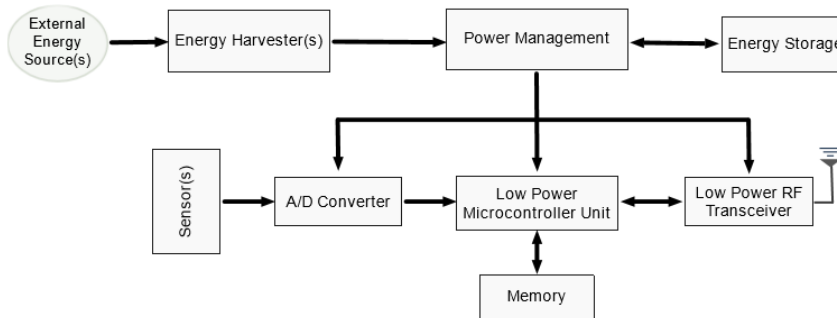 External
Energy
Source(s)
Energy Harvester(s)
Power Management
Energy Storage
Sensor(s)
A/D Converter
Low Power
Microcontroller Unit
Low Power RF
Transceiver
Memory